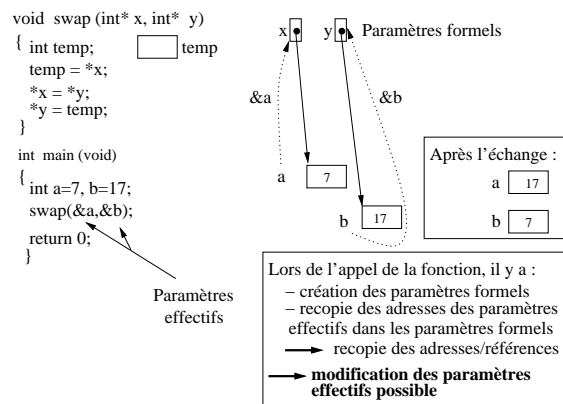 void swap (int* x, int* y)
{ int temp;
temp
temp = *x;
*x = *y;
*y = temp;
}
int main (void)
{
int a=7, b=17;
swap(&a,&b);
return 0;
}
Paramètres
effectifs
x
y
Paramètres formels
&a
&b
a
7
b
17
Après l'échange :
a
17
b
7
Lors de l'appel de la fonction, il y a :
– création des paramètres formels
– recopie des adresses des paramètres
effectifs dans les paramètres formels
recopie des adresses/références
modification des paramètres
effectifs possible